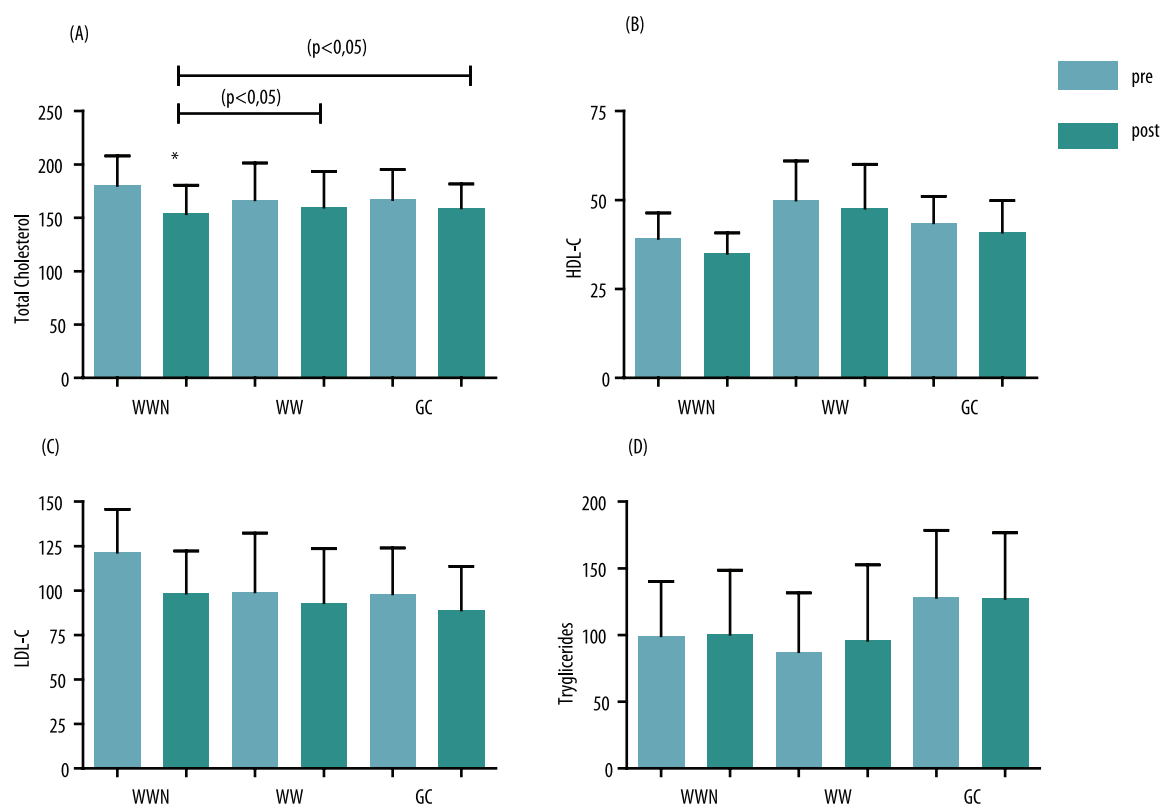 (A)
(p<0,05)
(p<0,05)
*
Total Cholesterol
250
200
150
100
50
0
WWN WW GC
(B)
HDL-C
75
50
25
0
WWN WW GC
pre
post
(C)
LDL-C
150
125
100
75
50
25
0
WWN WW GC
(D)
Tryglicerides
200
150
100
50
0
WWN WW GC